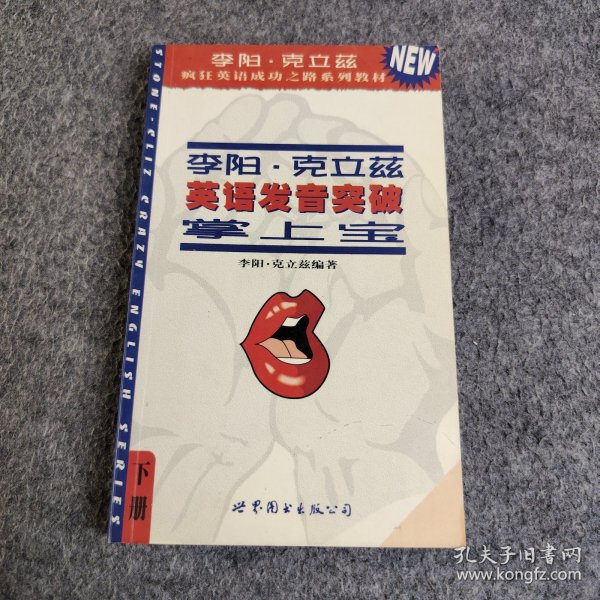 李阳·克立兹
疯狂英语成功之路系列教材
NEW
STONE-CLIZ CRAZY ENGLISH SERIES
李阳·克立兹
英语发音突破
掌上宝
李阳·克立兹编著
下册
世界图书出版公司
孔夫子旧书网
www.kongfz.com